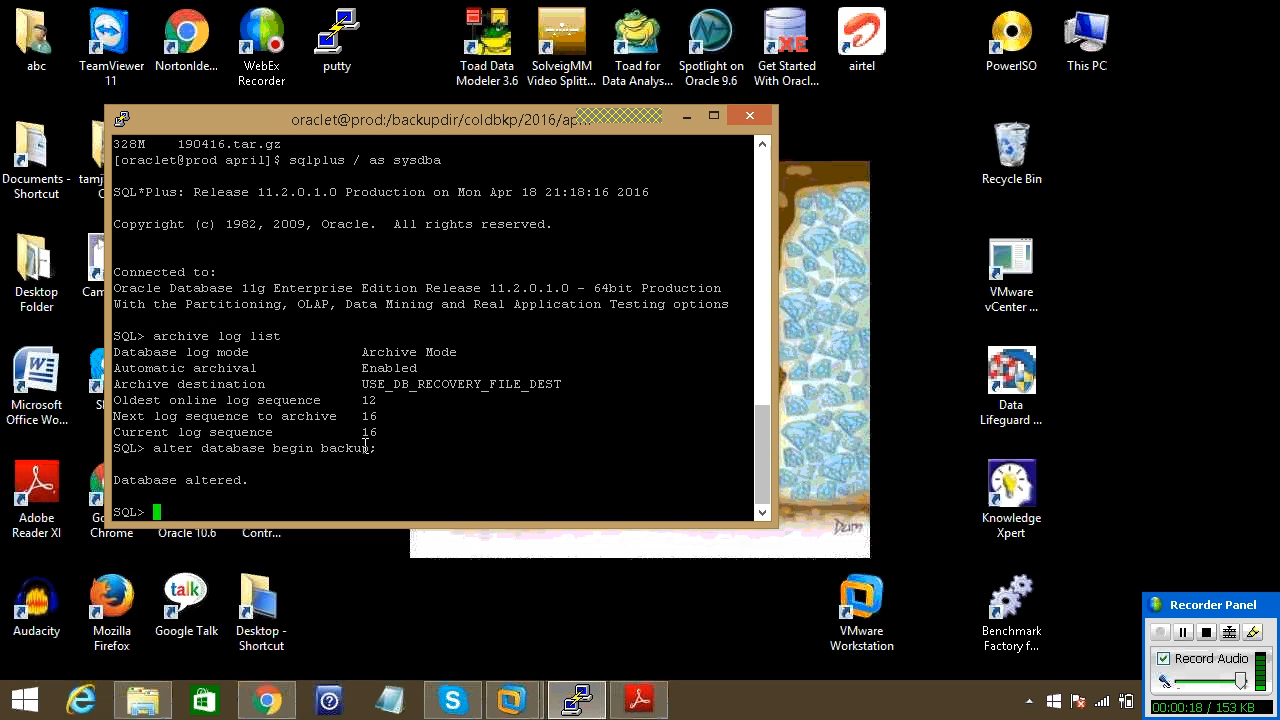 abc
TeamViewer
11
NortonIde...
WebEx
Recorder
putty
Toad Data
Modeler 3.6
SolveigMM
Video Splitt...
Toad for
Data Analys...
Spotlight on
Oracle 9.6
Get Started
With Oracl...
airtel
PowerISO
This PC
oraclet@prod:/backupdir/coldbkp/2016/ap...
328M    190416.tar.gz
[oraclet@prod april]$ sqlplus / as sysdba
SQL*Plus: Release 11.2.0.1.0 Production on Mon Apr 18 21:18:16 2016
Copyright (c) 1982, 2009, Oracle.  All rights reserved.
Connected to:
Oracle Database 11g Enterprise Edition Release 11.2.0.1.0 - 64bit Production
With the Partitioning, OLAP, Data Mining and Real Application Testing options
SQL> archive log list
Database log mode              Archive Mode
Automatic archival             Enabled
Archive destination            USE_DB_RECOVERY_FILE_DEST
Oldest online log sequence     12
Next log sequence to archive   16
Current log sequence           16
SQL> alter database begin backup;
Database altered.
SQL>
Documents -
Shortcut
tamj
Recycle Bin
Desktop
Folder
Cam
VMware
vCenter ...
Microsoft
Office Wo...
Data
Lifeguard ...
Adobe
Reader XI
Go
Chrome
Oracle 10.6
Contr...
Knowledge
Xpert
Audacity
Mozilla
Firefox
talk
Google Talk
Desktop -
Shortcut
VMware
Workstation
Benchmark
Factory f...
Recorder Panel
Record Audio
00:00:18 / 153 KB